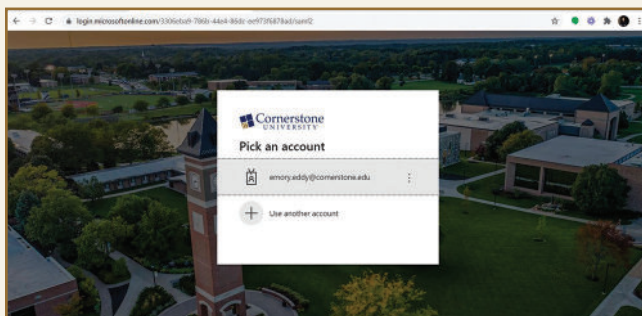 login.microsoftonline.com/3306eba9-786b-44e4-86dc-ee973f6878ad/saml2
Cornerstone
UNIVERSITY
Pick an account
emory.eddy@cornerstone.edu
Use another account